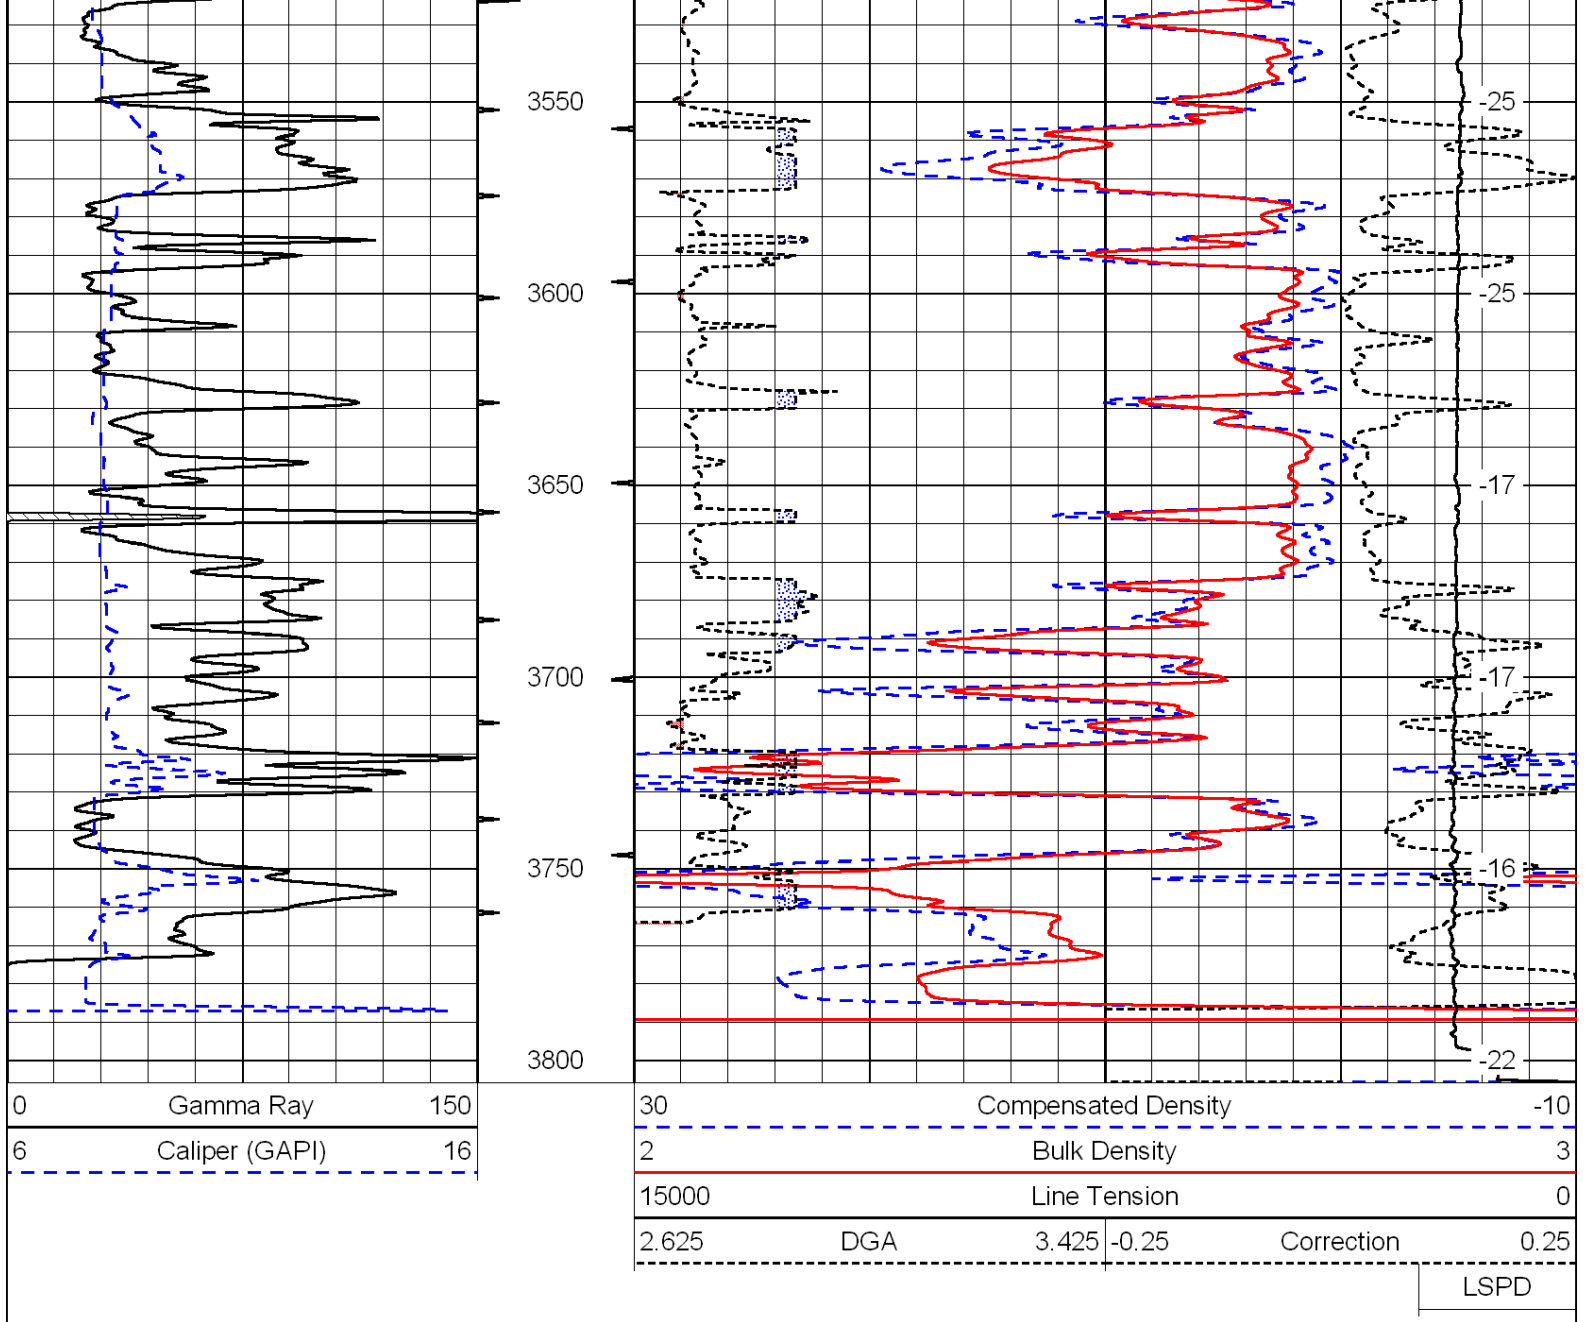 3550 -25
3600 -25
3650 -17
3700 -17
3750 -16
3800 -22
0 Gamma Ray 150
6 Caliper (GAPI) 16
30 Compensated Density -10
2 Bulk Density 3
15000 Line Tension 0
2.625 DGA 3.425 -0.25 Correction 0.25
LSPD